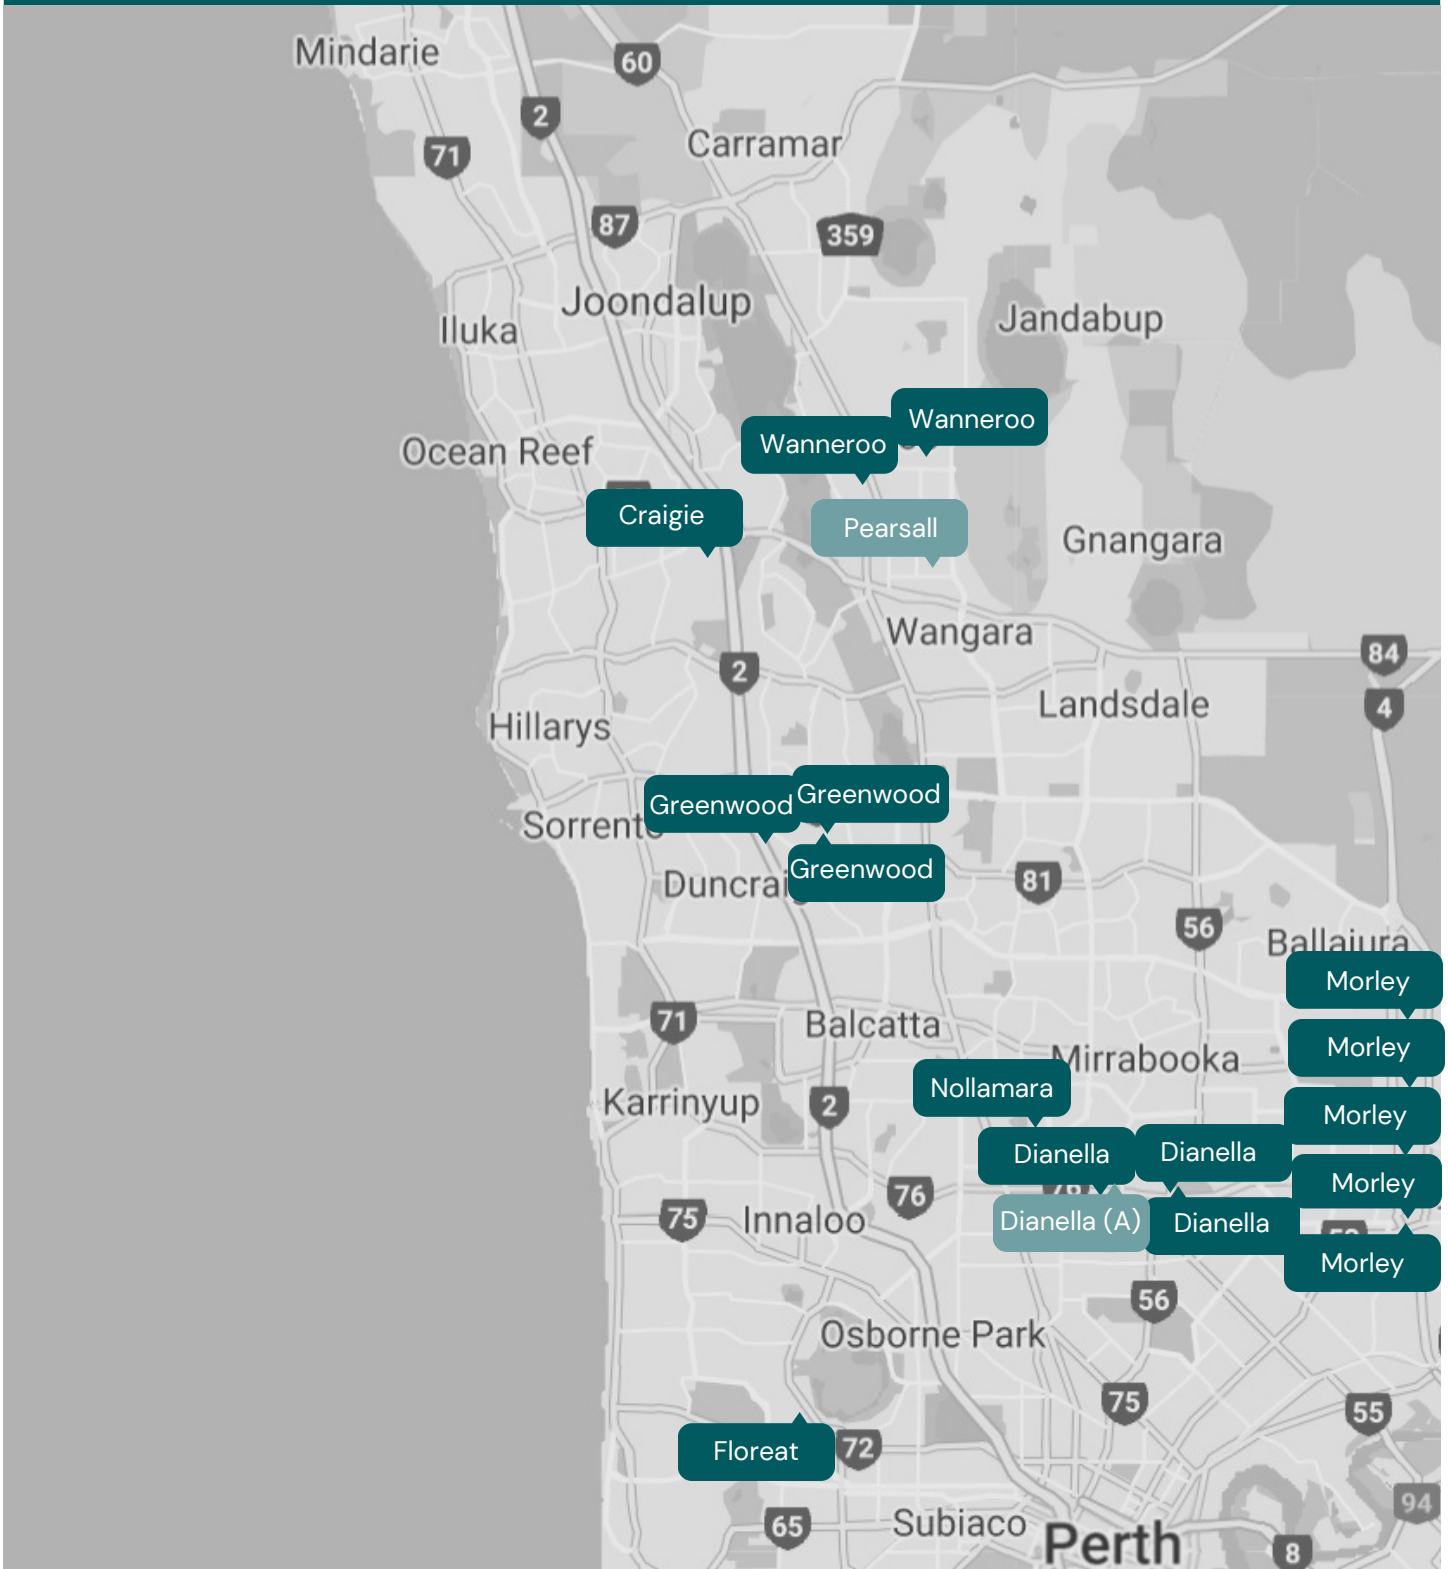 Mindarie
60
2
Carramar
71
87
359
Joondalup
Iluka
Jandabup
Wanneroo
Wanneroo
Ocean Reef
Craigie
Pearsall
Gnangara
Wangara
84
2
Landsdale
4
Hillarys
Greenwood
Greenwood
Sorrento
Greenwood
Duncraig
81
56
Ballajura
Morley
71
Balcatta
Morley
Mirrabooka
Nollamara
Karrinyup
2
Morley
Dianella
Dianella
Morley
76
75
Innaloo
Dianella (A)
Dianella
Morley
56
Osborne Park
75
55
Floreat
72
94
65
Subiaco
Perth
8